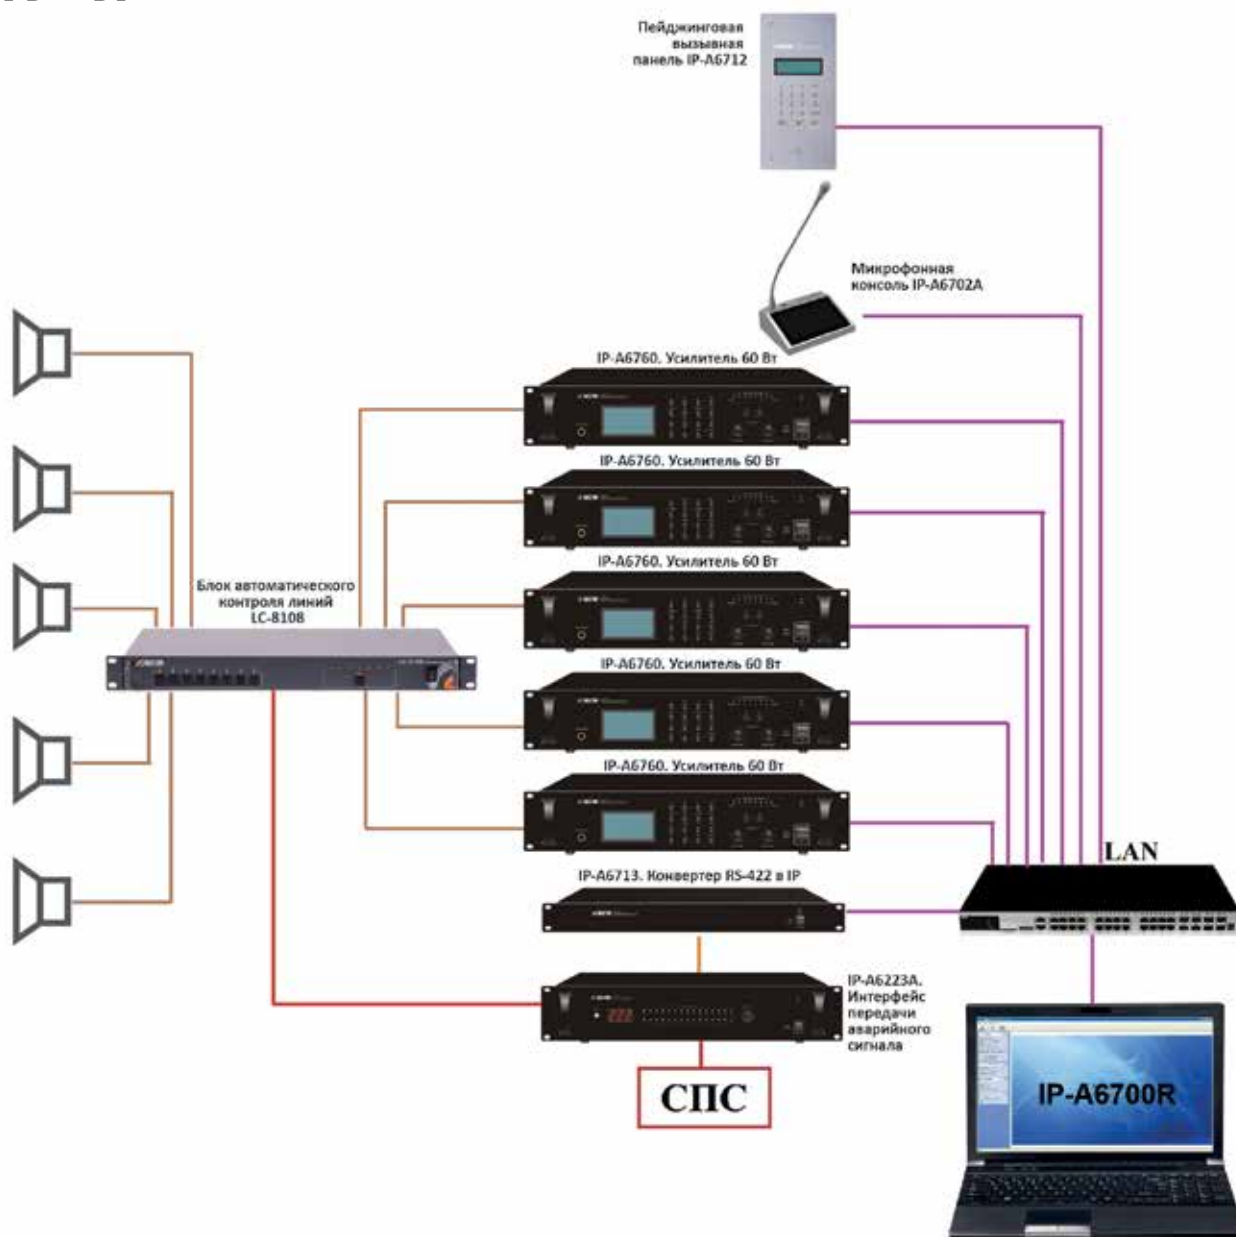 Пейджинговая
вызывная
панель IP-A6712
Микрофонная
консоль IP-A6702A
IP-A6760. Усилитель 60 Вт
IP-A6760. Усилитель 60 Вт
IP-A6760. Усилитель 60 Вт
Блок автоматического
контроля линий
LC-8108
IP-A6760. Усилитель 60 Вт
IP-A6760. Усилитель 60 Вт
LAN
IP-A6713. Конвертер RS-422 в IP
IP-A6223A.
Интерфейс
передачи
аварийного
сигнала
СПС
IP-A6700R